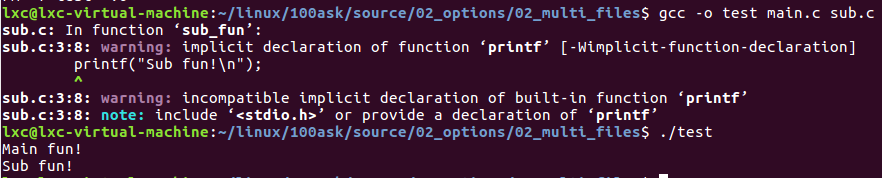 lxc@lxc-virtual-machine:~/linux/100ask/source/02_options/02_multi_files$ gcc -o test main.c sub.c
sub.c: In function ‘sub_fun’:
sub.c:3:8: warning: implicit declaration of function ‘printf’ [-Wimplicit-function-declaration]
printf("Sub fun!\n");
^
sub.c:3:8: warning: incompatible implicit declaration of built-in function ‘printf’
sub.c:3:8: note: include ‘<stdio.h>’ or provide a declaration of ‘printf’
lxc@lxc-virtual-machine:~/linux/100ask/source/02_options/02_multi_files$ ./test
Main fun!
Sub fun!